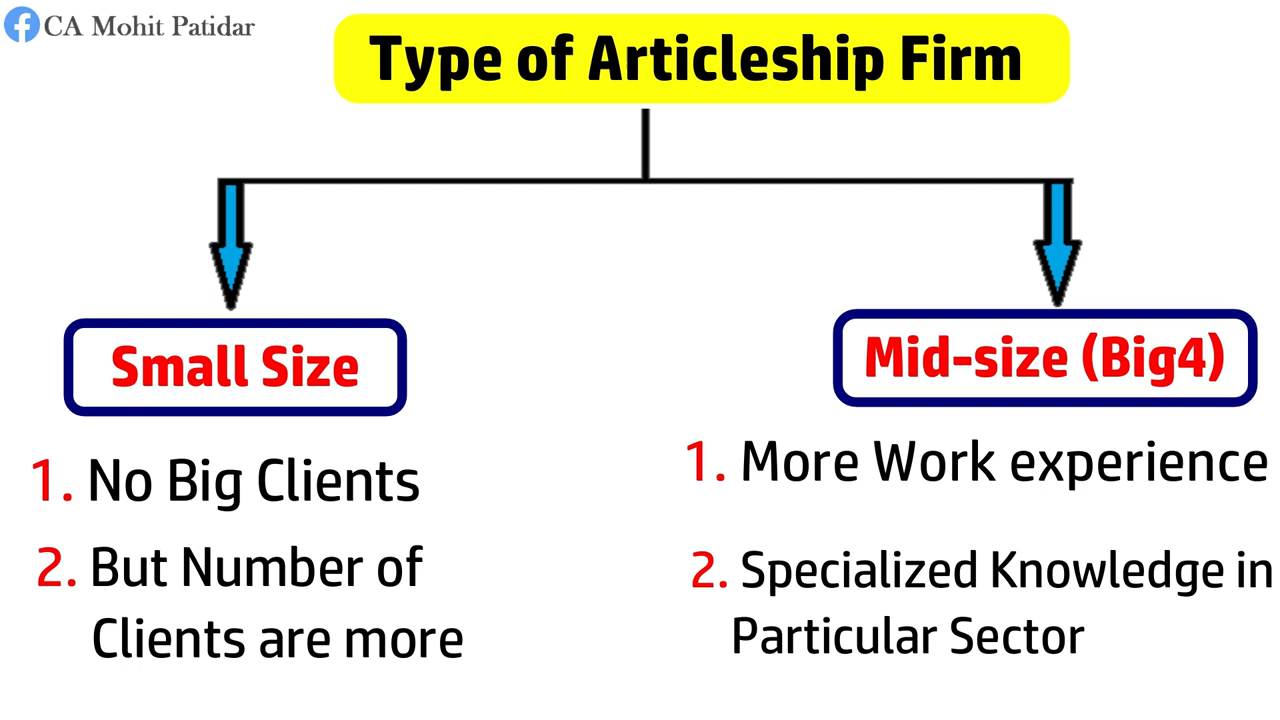 CA Mohit Patidar
Type of Articleship Firm
Small Size
1. No Big Clients
2. But Number of
Clients are more
Mid-size (Big4)
1. More Work experience
2. Specialized Knowledge in
Particular Sector